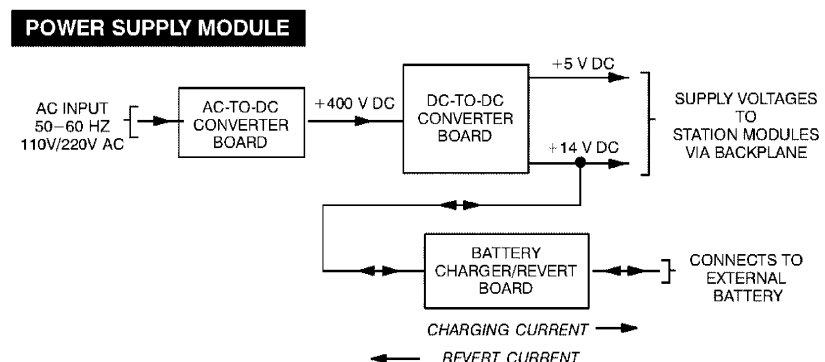 POWER SUPPLY MODULE
AC INPUT
50–60 HZ
110V/220V AC
AC-TO-DC
CONVERTER
BOARD
+400 V DC
DC-TO-DC
CONVERTER
BOARD
+5 V DC
+14 V DC
SUPPLY VOLTAGES
TO
STATION MODULES
VIA BACKPLANE
BATTERY
CHARGER/REVERT
BOARD
CONNECTS TO
EXTERNAL
BATTERY
CHARGING CURRENT
REVERT CURRENT